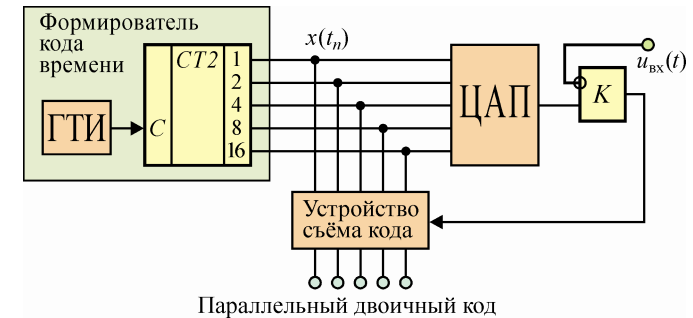 Формирователь
кода
времени
ГТИ
C
CT2
1
2
4
8
16
x(tₙ)
ЦАП
K
uвх(t)
Устройство
съёма кода
Параллельный двоичный код